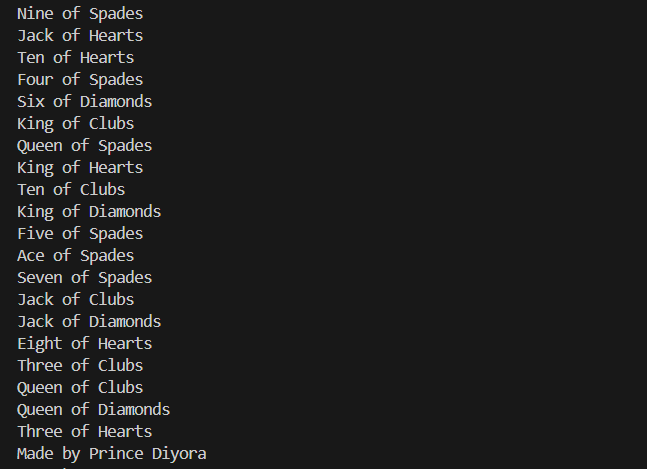 Nine of Spades
Jack of Hearts
Ten of Hearts
Four of Spades
Six of Diamonds
King of Clubs
Queen of Spades
King of Hearts
Ten of Clubs
King of Diamonds
Five of Spades
Ace of Spades
Seven of Spades
Jack of Clubs
Jack of Diamonds
Eight of Hearts
Three of Clubs
Queen of Clubs
Queen of Diamonds
Three of Hearts
Made by Prince Diyora